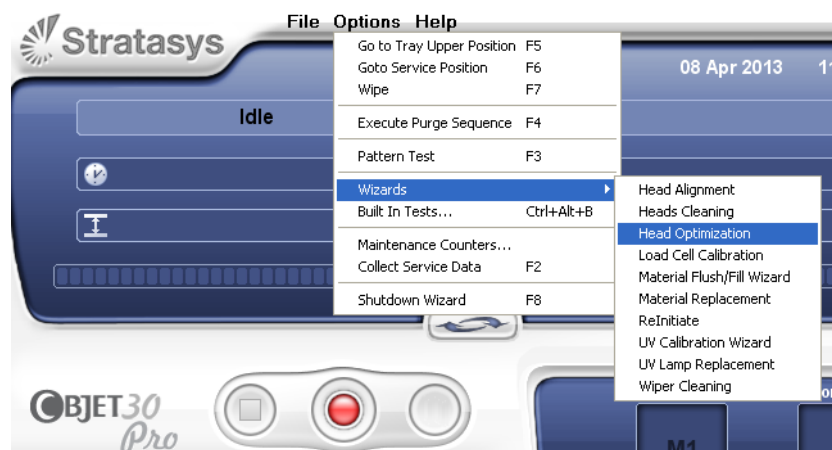 File Options Help
Stratasys
08 Apr 2013
Idle
Go to Tray Upper Position F5
Goto Service Position F6
Wipe F7
Execute Purge Sequence F4
Pattern Test F3
Wizards
Built In Tests... Ctrl+Alt+B
Maintenance Counters...
Collect Service Data F2
Shutdown Wizard F8
Head Alignment
Heads Cleaning
Head Optimization
Load Cell Calibration
Material Flush/Fill Wizard
Material Replacement
ReInitiate
UV Calibration Wizard
UV Lamp Replacement
Wiper Cleaning
OBJET30
Pro
M1